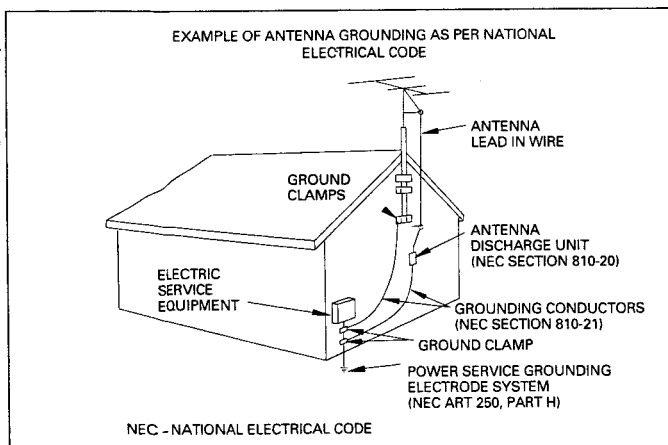 EXAMPLE OF ANTENNA GROUNDING AS PER NATIONAL
ELECTRICAL CODE
ANTENNA
LEAD IN WIRE
GROUND
CLAMPS
ANTENNA
DISCHARGE UNIT
(NEC SECTION 810-20)
ELECTRIC
SERVICE
EQUIPMENT
GROUNDING CONDUCTORS
(NEC SECTION 810-21)
GROUND CLAMP
POWER SERVICE GROUNDING
ELECTRODE SYSTEM
(NEC ART 250, PART H)
NEC - NATIONAL ELECTRICAL CODE